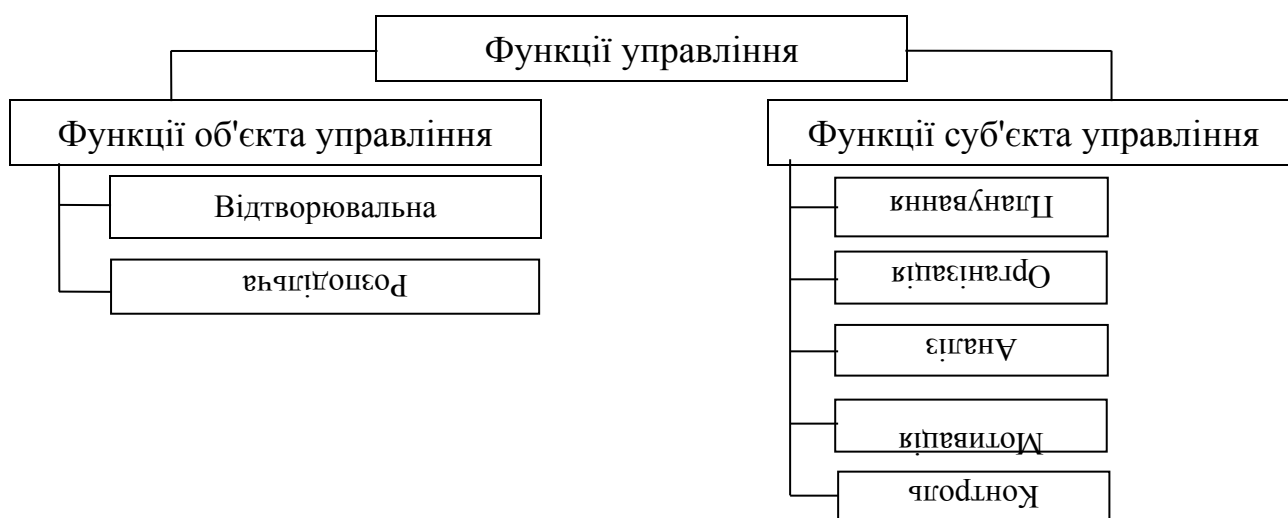 Функції управління
Функції об'єкта управління
Відтворювальна
Розподільча
Функції суб'єкта управління
Планування
Організація
Аналіз
Мотивація
Контроль